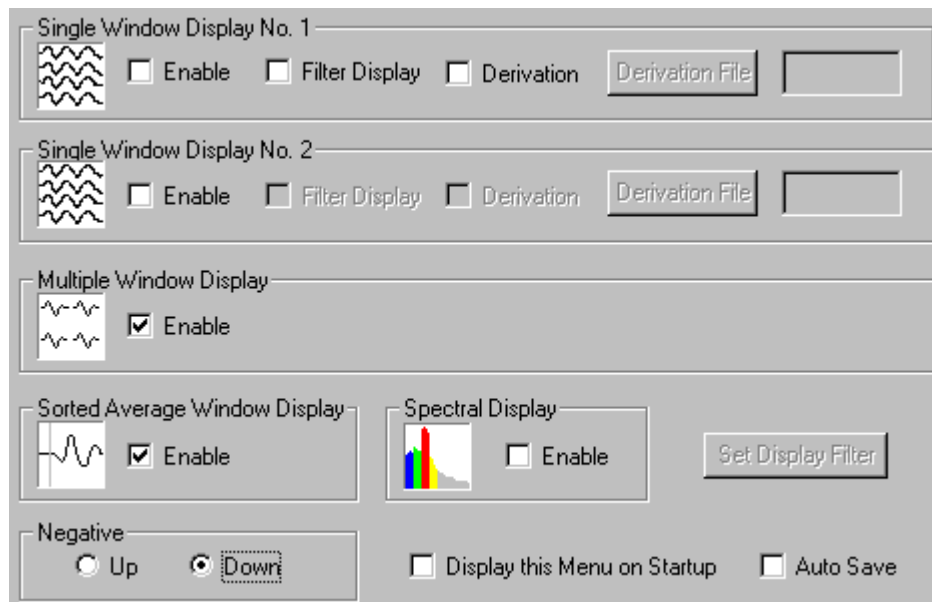 Single Window Display No. 1
Enable Filter Display Derivation Derivation File
Single Window Display No. 2
Enable Filter Display Derivation Derivation File
Multiple Window Display
Enable
Sorted Average Window Display Spectral Display
Enable Enable Set Display Filter
Negative
Up Down Display this Menu on Startup Auto Save